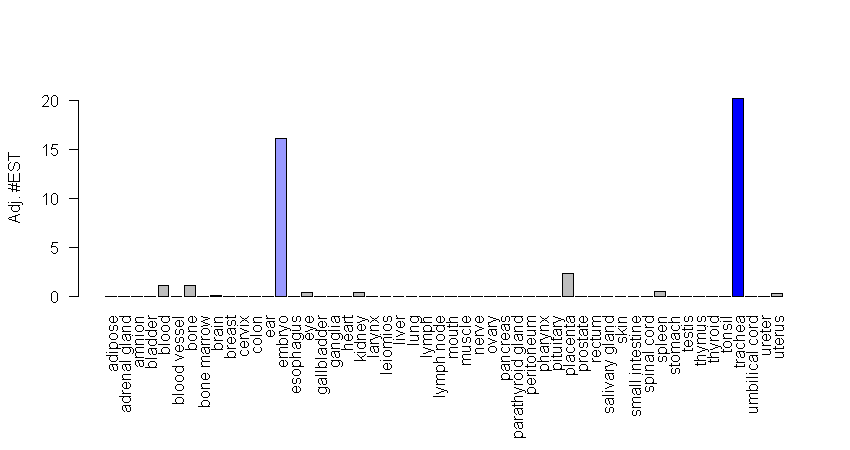 Adj. #EST
20
15
10
5
0
adipose
adrenal gland
amnion
bladder
blood
blood vessel
bone
bone marrow
brain
breast
cervix
colon
ear
embryo
esophagus
eye
gallbladder
ganglia
heart
kidney
larynx
leiomios
liver
lung
lymph
lymph node
mouth
muscle
nerve
ovary
pancreas
parathyroid gland
peritoneum
pharynx
pituitary
placenta
prostate
rectum
salivary gland
skin
small intestine
spinal cord
spleen
stomach
testis
thymus
thyroid
tonsil
trachea
umbilical cord
ureter
uterus